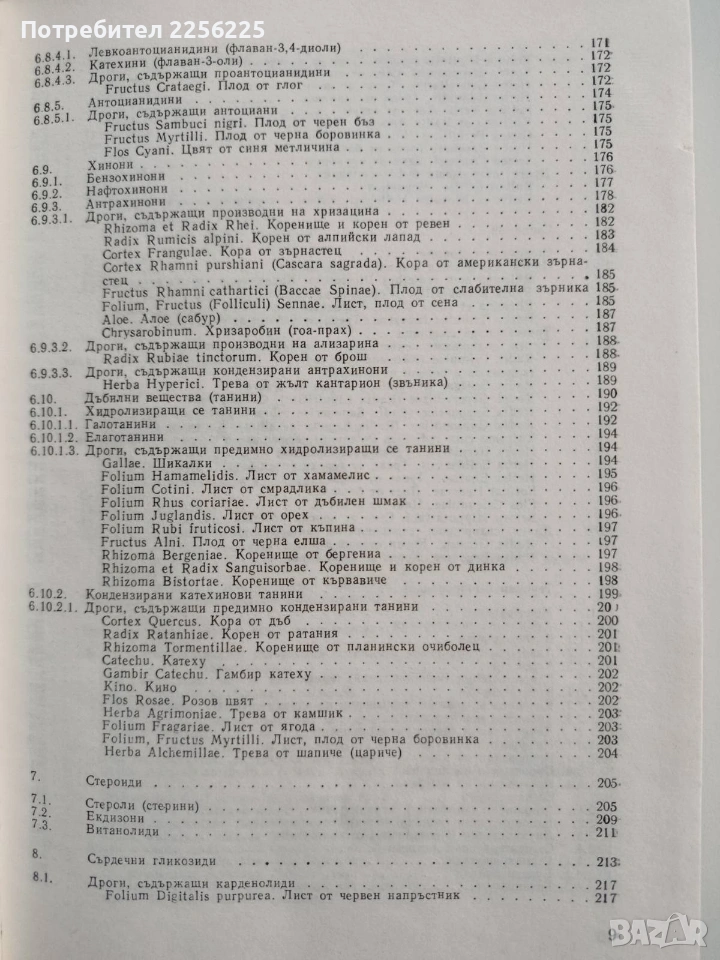 Потребител 2256225
6.8.4.1. Левкоантоцианидини (флаван-3,4-диоли) 171
6.8.4.2. Катехини (флаван-3-оли) 172
6.8.4.3. Дроги, съдържащи проантоцианидини 172
Fructus Crataegi. Плод от глог 172
6.8.5. Антоцианидини 174
6.8.5.1. Дроги, съдържащи антоциани 175
Fructus Sambuci nigri. Плод от черен бъз 175
Fructus Myrtilli. Плод от черна боровинка 175
Flos Cyani. Цвят от синя метличина 175
6.9. Хинони 176
6.9.1. Бензохинони 176
6.9.2. Нафтохинони 177
6.9.3. Антрахинони 178
6.9.3.1. Дроги, съдържащи производни на хризацина 182
Rhizoma et Radix Rhei. Коренище и корен от ревен 182
Radix Rumicis alpini. Корен от алпийски лапад 183
Cortex Frangulae. Кора от зърнастец 184
Cortex Rhamni purshiani (Cascara sagrada). Кора от американски зърна-
стец 185
Fructus Rhamni cathartici (Baccae Spinae). Плод от слабителна зърника 185
Folium, Fructus (Folliculi) Sennae. Лист, плод от сена 185
Aloe. Алое (сабур) 187
Chrysarobinum. Хризаробин (гоа-прах) 187
6.9.3.2. Дроги, съдържащи производни на ализарина 188
Radix Rubiae tinctorum. Корен от брош 188
6.9.3.3. Дроги, съдържащи кондензирани антрахинони 189
Herba Hyperici. Трева от жълт кантарион (звъника) 189
6.10. Дъбилни вещества (танини) 190
6.10.1. Хидролизиращи се танини 192
6.10.1.1. Галотанини 192
6.10.1.2. Елаготанини 194
6.10.1.3. Дроги, съдържащи предимно хидролизиращи се танини 194
Gallae. Шикалки 194
Folium Hamamelidis. Лист от хамамелис 195
Folium Cotini. Лист от смрадлика 196
Folium Rhus coriariae. Лист от дъбилен шмак 196
Folium Juglandis. Лист от орех 196
Folium Rubi fruticosi. Лист от къпина 197
Fructus Alni. Плод от черна елша 197
Rhizoma Bergeniae. Коренище от бергениа 197
Rhizoma et Radix Sanguisorbae. Коренище и корен от динка 198
Rhizoma Bistortae. Коренище от кървавиче 198
6.10.2. Кондензирани катехинови танини 199
6.10.2.1. Дроги, съдържащи предимно кондензирани танини 200
Cortex Quercus. Кора от дъб 200
Radix Ratanhiae. Корен от ратания 201
Rhizoma Tormentillae. Коренище от планински очиболец 201
Catechu. Катеху 201
Gambir Catechu. Гамбир катеху 202
Kino. Кино 202
Flos Rosae. Розов цвят 202
Herba Agrimoniae. Трева от камшик 203
Folium Fragariae. Лист от ягода 203
Folium, Fructus Myrtilli. Лист, плод от черна боровинка 203
Herba Alchemillae. Трева от шапиче (цариче) 204
7. Стероиди 205
7.1. Стероли (стерини) 205
7.2. Екдизони 209
7.3. Витанолиди 211
8. Сърдечни гликозиди 213
8.1. Дроги, съдържащи карденолиди 217
Folium Digitalis purpurea. Лист от червен напръстник 217
9
BAZAR